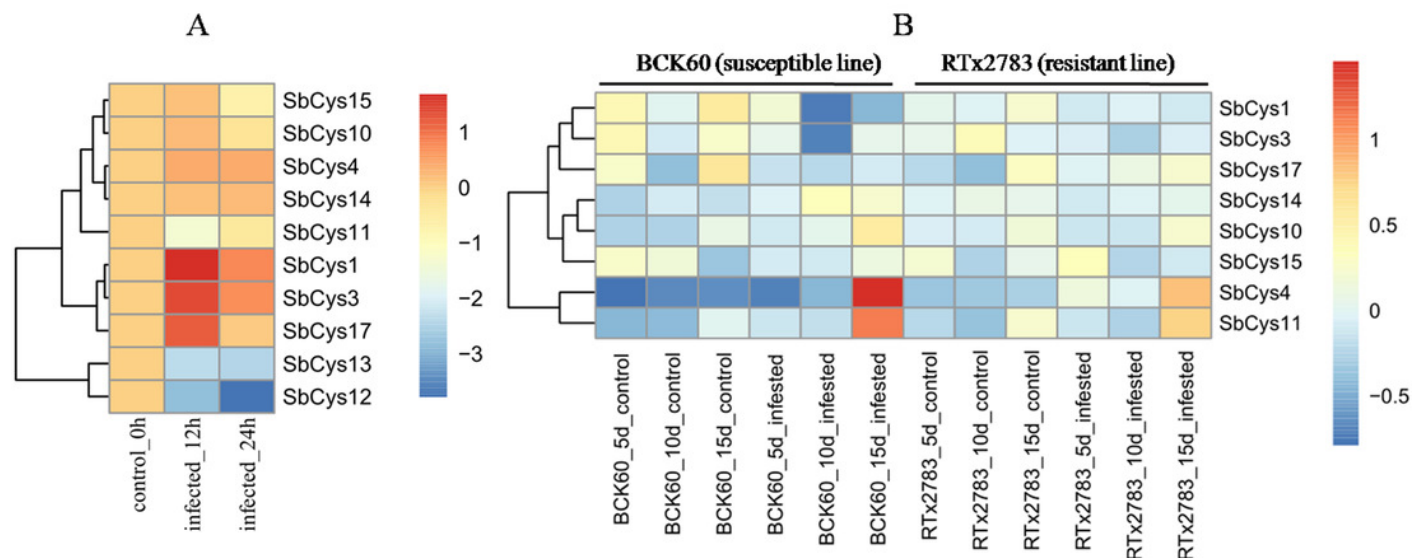 A
SbCys15
SbCys10
SbCys4
SbCys14
SbCys11
SbCys1
SbCys3
SbCys17
SbCys13
SbCys12
control_0h
infected_12h
infected_24h
1
0
−1
−2
−3
B
BCK60 (susceptible line)
RTx2783 (resistant line)
SbCys1
SbCys3
SbCys17
SbCys14
SbCys10
SbCys15
SbCys4
SbCys11
BCK60_5d_control
BCK60_10d_control
BCK60_15d_control
BCK60_5d_infested
BCK60_10d_infested
BCK60_15d_infested
RTx2783_5d_control
RTx2783_10d_control
RTx2783_15d_control
RTx2783_5d_infested
RTx2783_10d_infested
RTx2783_15d_infested
1
0.5
0
−0.5